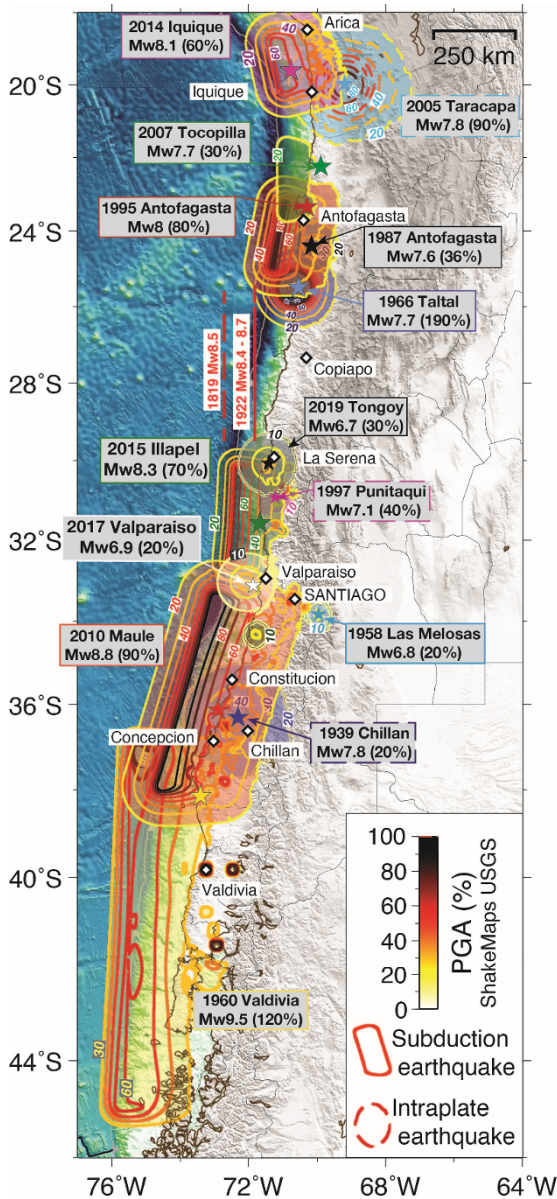 2014 Iquique
Mw8.1 (60%)
Arica
250 km
20°S
Iquique
2005 Taracapa
Mw7.8 (90%)
2007 Tocopilla
Mw7.7 (30%)
1995 Antofagasta
Mw8 (80%)
Antofagasta
24°S
1987 Antofagasta
Mw7.6 (36%)
1966 Taltal
Mw7.7 (190%)
1819 Mw8.5
1922 Mw8.4 - 8.7
Copiapo
28°S
2019 Tongoy
Mw6.7 (30%)
2015 Illapel
Mw8.3 (70%)
La Serena
1997 Punitaqui
Mw7.1 (40%)
2017 Valparaiso
Mw6.9 (20%)
32°S
Valparaiso
SANTIAGO
2010 Maule
Mw8.8 (90%)
1958 Las Melosas
Mw6.8 (20%)
Constitucion
36°S
Concepcion
Chillan
1939 Chillan
Mw7.8 (20%)
100
80
60
40
20
0
PGA (%)
ShakeMaps USGS
40°S
Valdivia
1960 Valdivia
Mw9.5 (120%)
Subduction
earthquake
Intraplate
earthquake
44°S
30
60
76°W
72°W
68°W
64°W